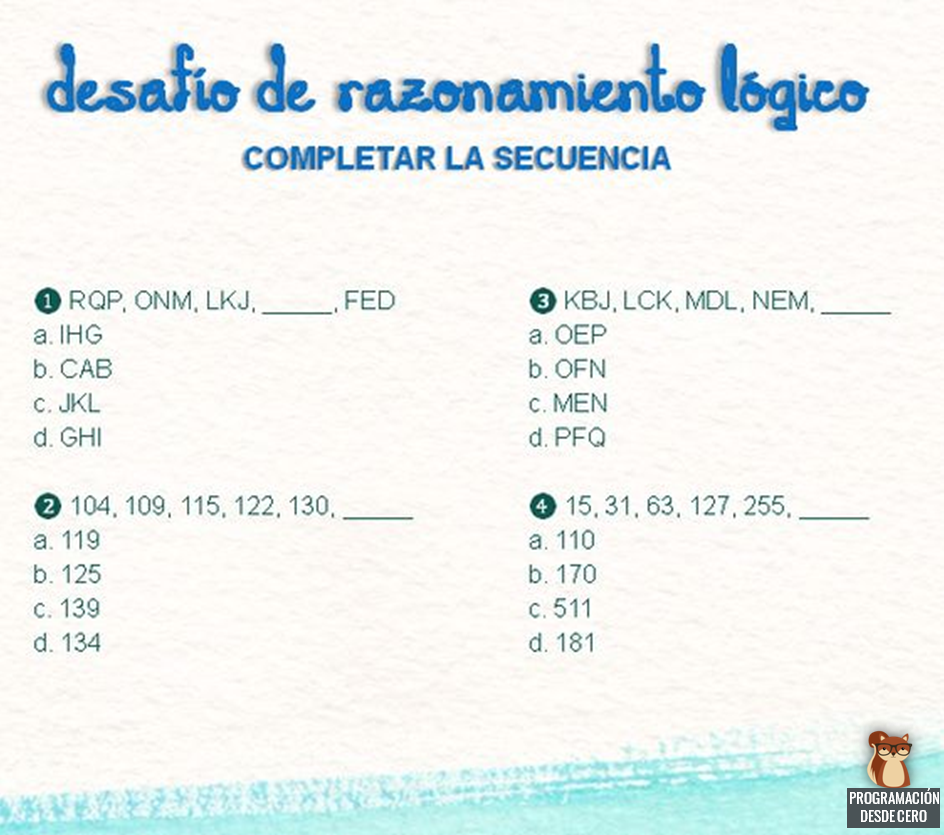 desafío de razonamiento lógico
COMPLETAR LA SECUENCIA
1 RQP, ONM, LKJ, _____, FED
a. IHG
b. CAB
c. JKL
d. GHI
2 104, 109, 115, 122, 130, _____
a. 119
b. 125
c. 139
d. 134
3 KBJ, LCK, MDL, NEM, _____
a. OEP
b. OFN
c. MEN
d. PFQ
4 15, 31, 63, 127, 255, _____
a. 110
b. 170
c. 511
d. 181
PROGRAMACIÓN
DESDE CERO